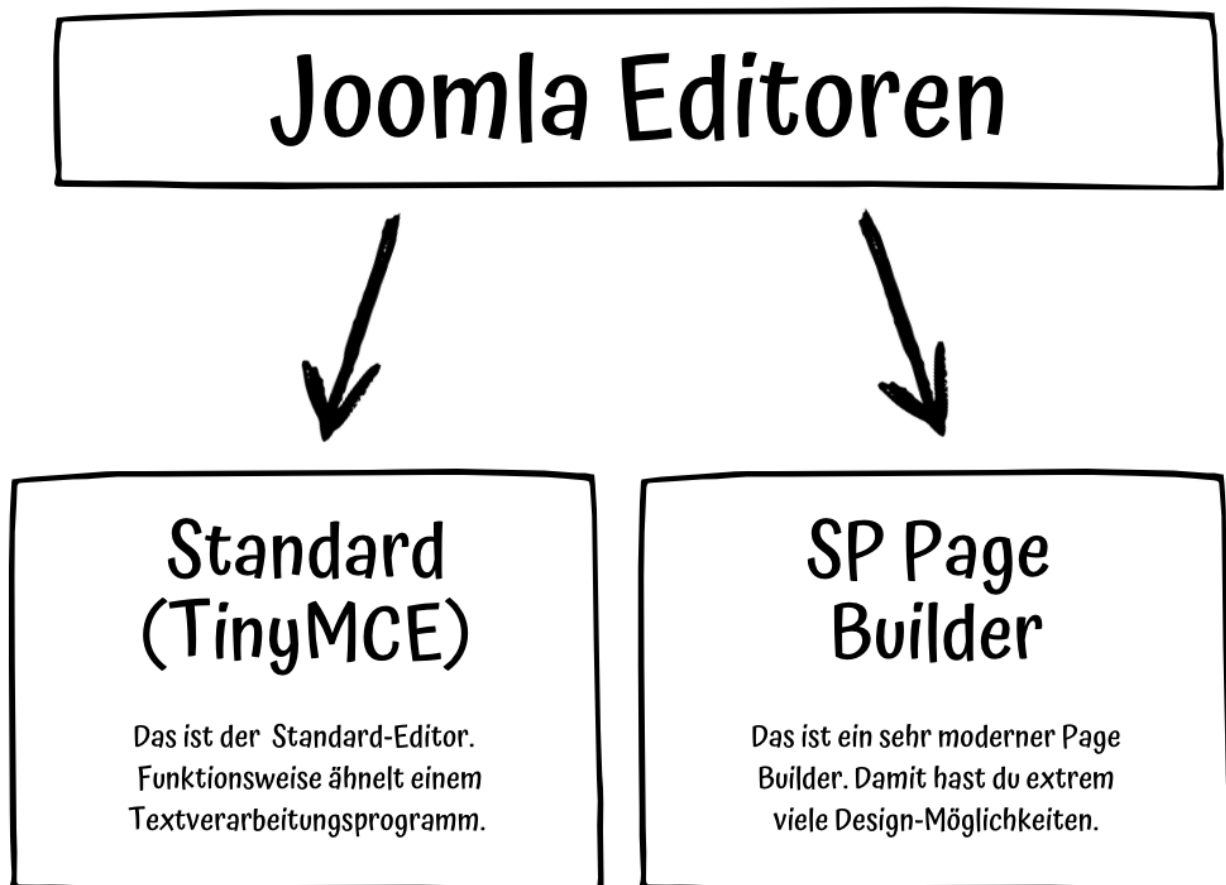 Joomla Editoren
Standard
(TinyMCE)
Das ist der Standard-Editor.
Funktionsweise ähnelt einem
Textverarbeitungsprogramm.
SP Page
Builder
Das ist ein sehr moderner Page
Builder. Damit hast du extrem
viele Design-Möglichkeiten.